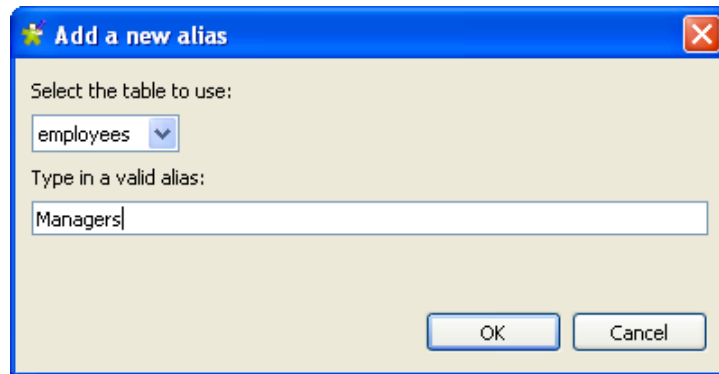 Add a new alias
Select the table to use:
employees
Type in a valid alias:
Managers
OK Cancel